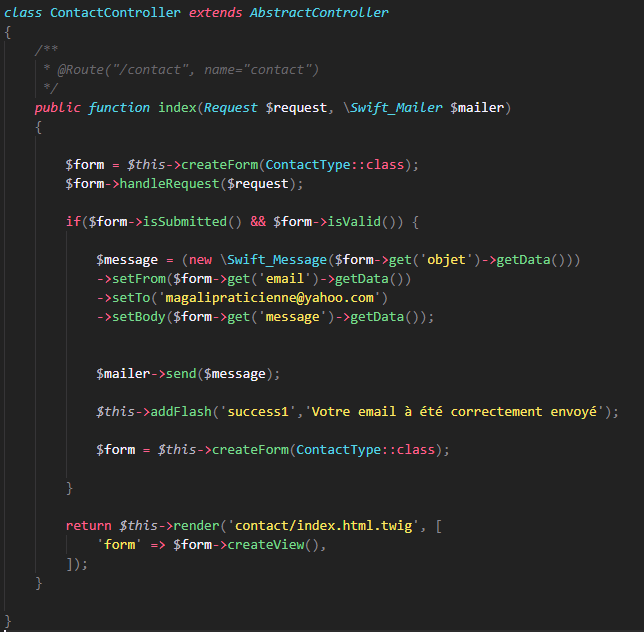 class ContactController extends AbstractController
{
/**
* @Route("/contact", name="contact")
*/
public function index(Request $request, \Swift_Mailer $mailer)
{
$form = $this->createForm(ContactType::class);
$form->handleRequest($request);
if($form->isSubmitted() && $form->isValid()) {
$message = (new \Swift_Message($form->get('objet')->getData()))
->setFrom($form->get('email')->getData())
->setTo('magalipraticienne@yahoo.com')
->setBody($form->get('message')->getData());
$mailer->send($message);
$this->addFlash('success1','Votre email à été correctement envoyé');
$form = $this->createForm(ContactType::class);
}
return $this->render('contact/index.html.twig', [
'form' => $form->createView(),
]);
}
}